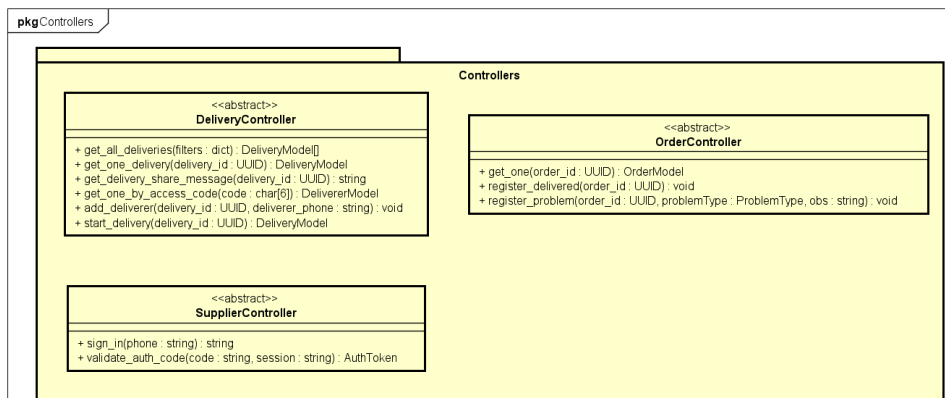 pkg Controllers
Controllers
<<abstract>>
DeliveryController
+ get_all_deliveries(filters : dict) : DeliveryModel[]
+ get_one_delivery(delivery_id : UUID) : DeliveryModel
+ get_delivery_share_message(delivery_id : UUID) : string
+ get_one_by_access_code(code : char[6]) : DelivererModel
+ add_deliverer(delivery_id : UUID, deliverer_phone : string) : void
+ start_delivery(delivery_id : UUID) : DeliveryModel
<<abstract>>
OrderController
+ get_one(order_id : UUID) : OrderModel
+ register_delivered(order_id : UUID) : void
+ register_problem(order_id : UUID, problemType : ProblemType, obs : string) : void
<<abstract>>
SupplierController
+ sign_in(phone : string) : string
+ validate_auth_code(code : string, session : string) : AuthToken